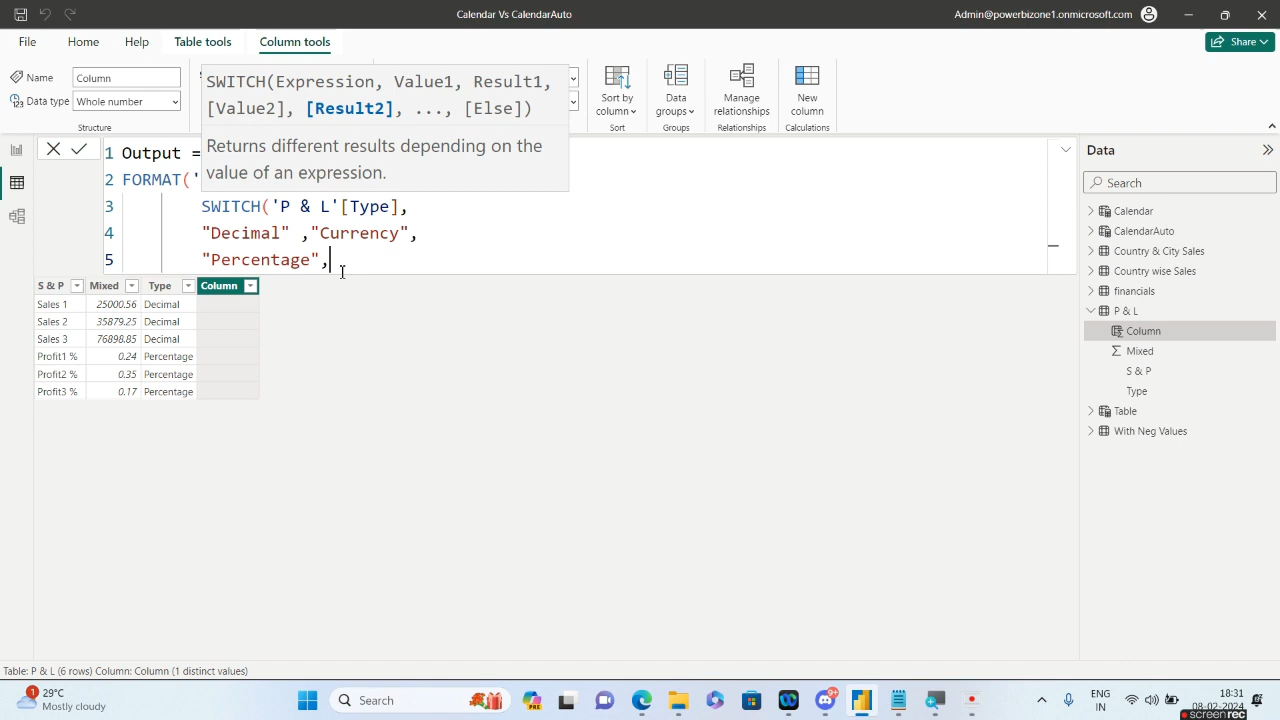 Calendar Vs CalendarAuto
Admin@powerbizone1.onmicrosoft.com
File Home Help Table tools Column tools
Share
Name Column
Data type Whole number
Structure
SWITCH(Expression, Value1, Result1,
[Value2], [Result2], ..., [Else])
Returns different results depending on the
value of an expression.
Sort by
column
Sort
Data
groups
Groups
Manage
relationships
Relationships
New
column
Calculations
1 Output =
2 FORMAT('
3 SWITCH('P & L'[Type],
4 "Decimal" ,"Currency",
5 "Percentage",
S & P Mixed Type Column
Sales 1 25000.56 Decimal
Sales 2 35879.25 Decimal
Sales 3 76898.85 Decimal
Profit1 % 0.24 Percentage
Profit2 % 0.35 Percentage
Profit3 % 0.17 Percentage
Data
Search
Calendar
CalendarAuto
Country & City Sales
Country wise Sales
financials
P & L
Column
Mixed
S & P
Type
Table
With Neg Values
Table: P & L (6 rows) Column: Column (1 distinct values)
1
29°C
Mostly cloudy
Search
PRE
9+
ENG
IN
18:31
08-02-2024
screenrec